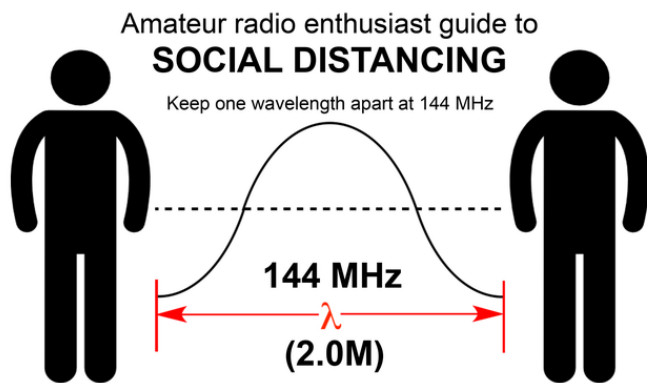 Amateur radio enthusiast guide to
SOCIAL DISTANCING
Keep one wavelength apart at 144 MHz
144 MHz
λ
(2.0M)